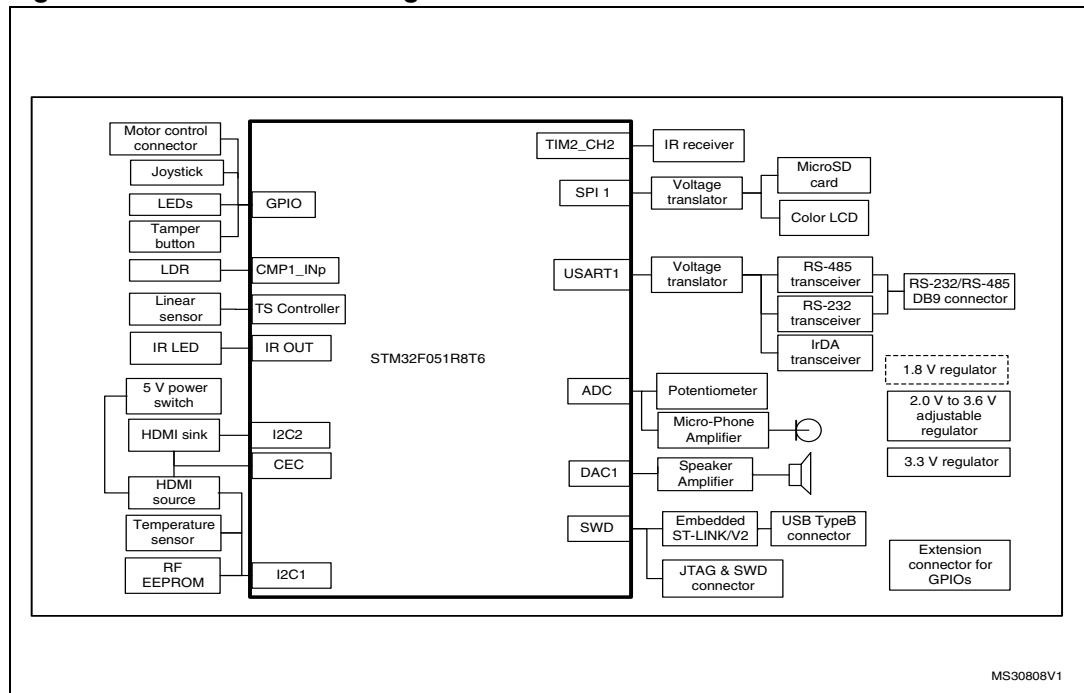 Motor control
connector
Joystick
LEDs
Tamper
button
LDR
Linear
sensor
IR LED
5 V power
switch
HDMI sink
HDMI
source
Temperature
sensor
RF
EEPROM
GPIO
CMP1_INp
TS Controller
IR OUT
I2C2
CEC
I2C1
STM32F051R8T6
TIM2_CH2
SPI 1
USART1
ADC
DAC1
SWD
IR receiver
Voltage
translator
MicroSD
card
Color LCD
Voltage
translator
RS-485
transceiver
RS-232
transceiver
IrDA
transceiver
RS-232/RS-485
DB9 connector
Potentiometer
Micro-Phone
Amplifier
Speaker
Amplifier
Embedded
ST-LINK/V2
USB TypeB
connector
JTAG & SWD
connector
1.8 V regulator
2.0 V to 3.6 V
adjustable
regulator
3.3 V regulator
Extension
connector for
GPIOs
MS30808V1